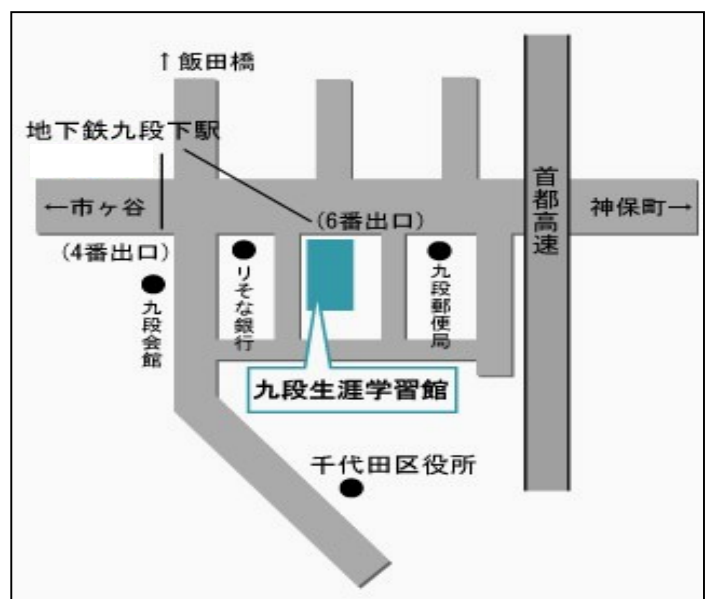 ↑飯田橋
地下鉄九段下駅
←市ヶ谷
(6番出口)
首都高速
神保町→
(4番出口)
九段会館
りそな銀行
九段郵便局
九段生涯学習館
千代田区役所